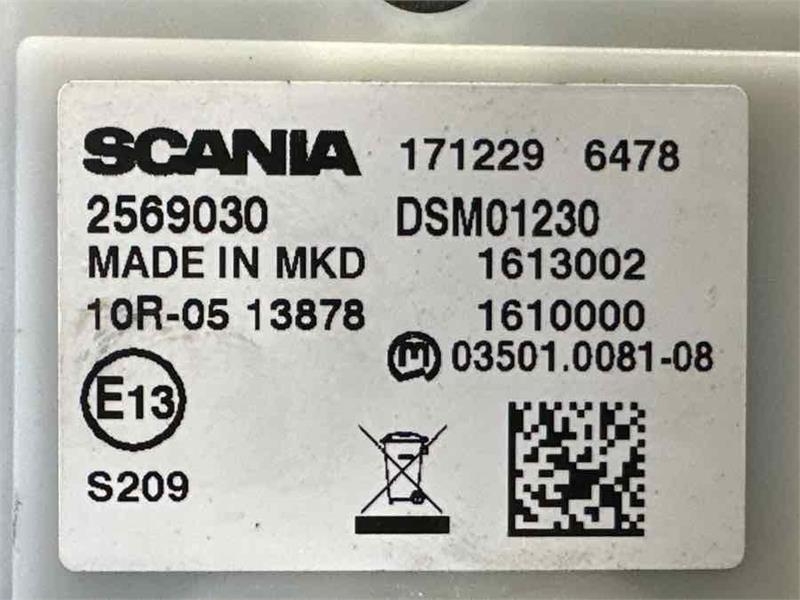 SCANIA 171229 6478
2569030 DSM01230
MADE IN MKD 1613002
10R-05 13878 1610000
m 03501.0081-08
E13
S209